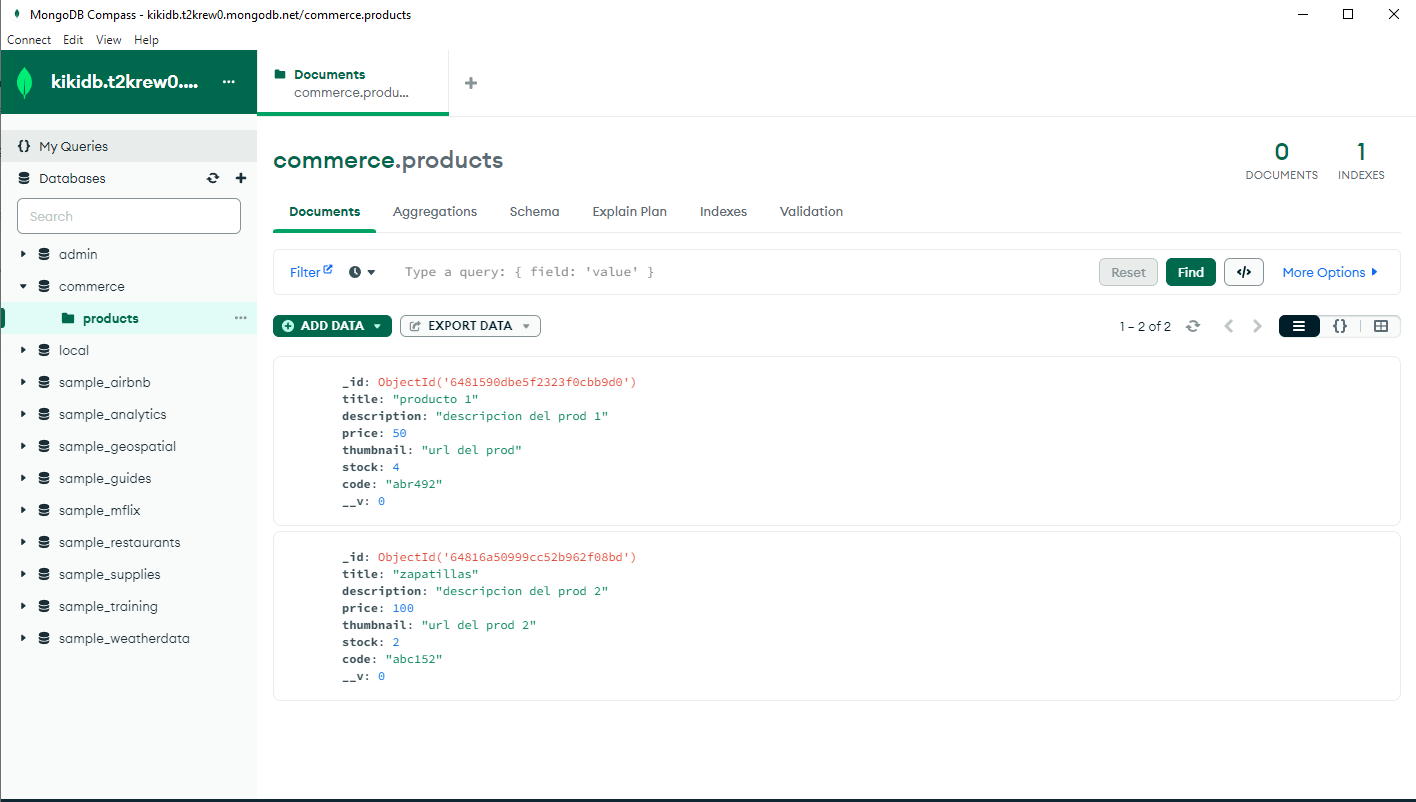 MongoDB Compass - kikidb.t2krew0.mongodb.net/commerce.products
Connect Edit View Help
kikidb.t2krew0.... ...
Documents
commerce.produ...
+
{} My Queries
Databases
Search
admin
commerce
products ...
local
sample_airbnb
sample_analytics
sample_geospatial
sample_guides
sample_mflix
sample_restaurants
sample_supplies
sample_training
sample_weatherdata
commerce.products
0
DOCUMENTS
1
INDEXES
Documents Aggregations Schema Explain Plan Indexes Validation
Filter Type a query: { field: 'value' } Reset Find </> More Options
ADD DATA EXPORT DATA 1 – 2 of 2 {}
_id: ObjectId('6481590dbe5f2323f0cbb9d0')
title: "producto 1"
description: "descripcion del prod 1"
price: 50
thumbnail: "url del prod"
stock: 4
code: "abr492"
__v: 0
_id: ObjectId('64816a50999cc52b962f08bd')
title: "zapatillas"
description: "descripcion del prod 2"
price: 100
thumbnail: "url del prod 2"
stock: 2
code: "abc152"
__v: 0